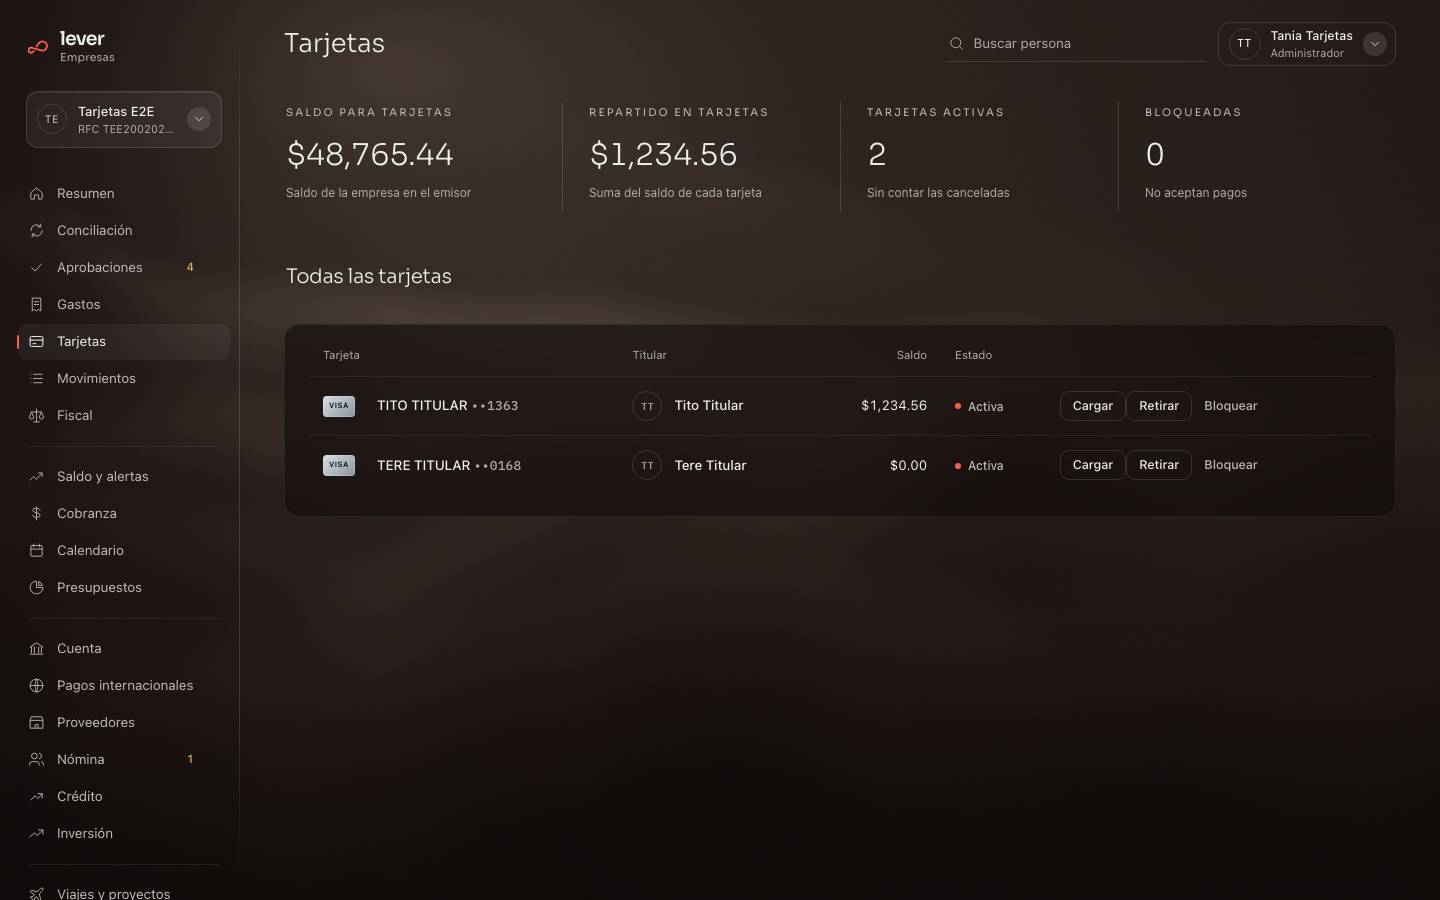 lever
Empresas
TE
Tarjetas E2E
RFC TEE200202...
Resumen
Conciliación
Aprobaciones 4
Gastos
Tarjetas
Movimientos
Fiscal
Saldo y alertas
Cobranza
Calendario
Presupuestos
Cuenta
Pagos internacionales
Proveedores
Nómina 1
Crédito
Inversión
Viajes y proyectos
Tarjetas
Buscar persona
TT
Tania Tarjetas
Administrador
SALDO PARA TARJETAS
$48,765.44
Saldo de la empresa en el emisor
REPARTIDO EN TARJETAS
$1,234.56
Suma del saldo de cada tarjeta
TARJETAS ACTIVAS
2
Sin contar las canceladas
BLOQUEADAS
0
No aceptan pagos
Todas las tarjetas
Tarjeta Titular Saldo Estado
VISA TITO TITULAR ••1363 TT Tito Titular $1,234.56 Activa Cargar Retirar Bloquear
VISA TERE TITULAR ••0168 TT Tere Titular $0.00 Activa Cargar Retirar Bloquear